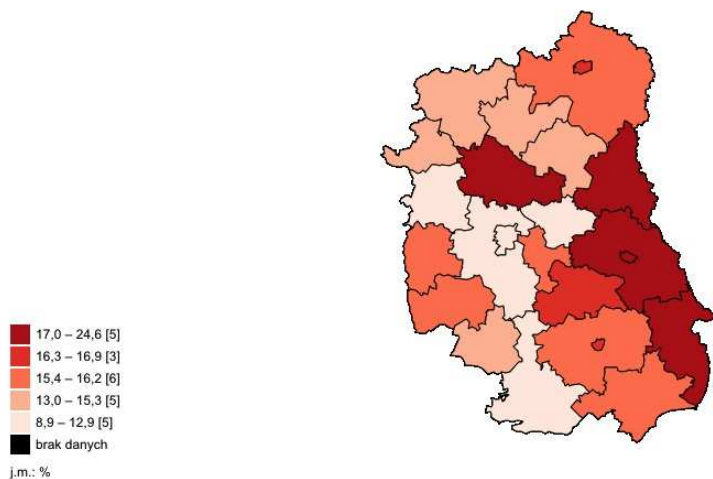 17,0 – 24,6 [5]
16,3 – 16,9 [3]
15,4 – 16,2 [6]
13,0 – 15,3 [5]
8,9 – 12,9 [5]
brak danych
j.m.: %